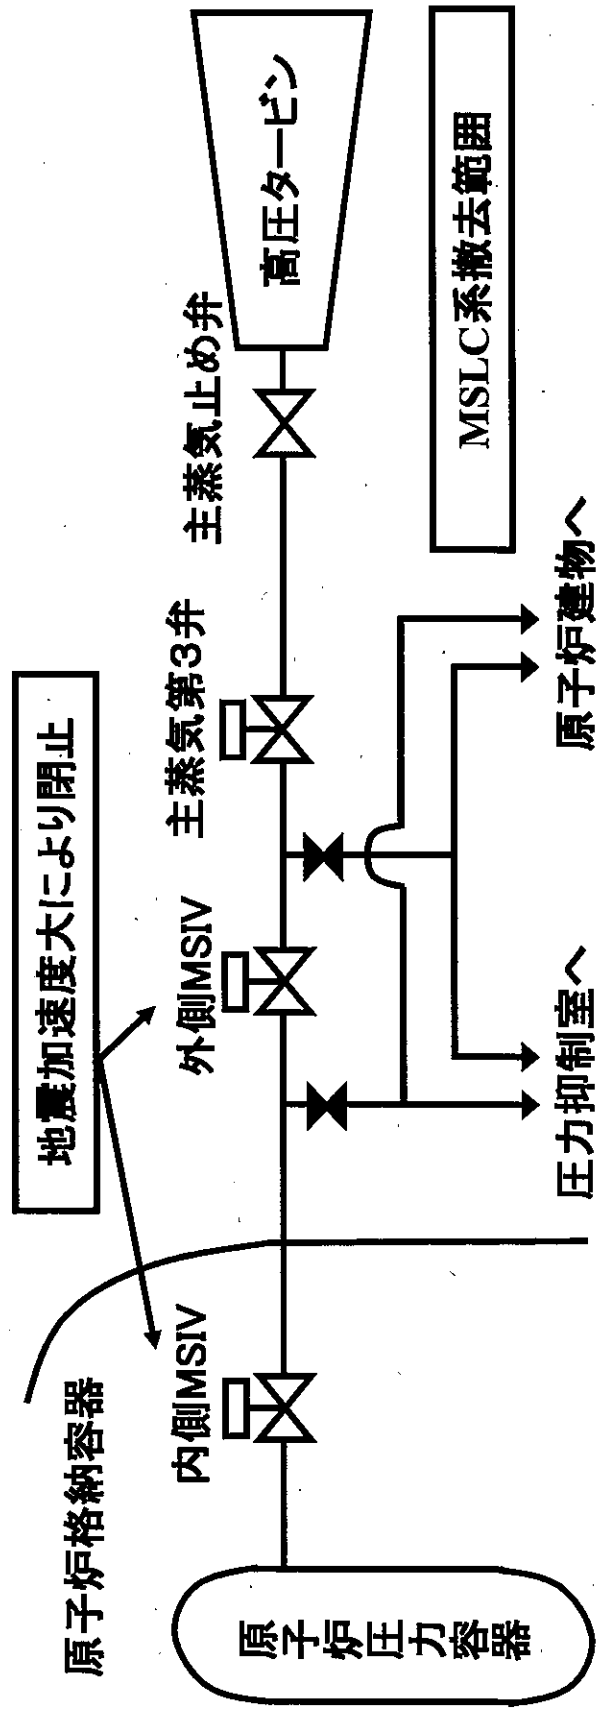 地震加速度大により閉止
原子炉格納容器
内側MSIV
外側MSIV
主蒸気第3弁
主蒸気止め弁
原子炉圧力容器
高圧タービン
圧力抑制室へ
原子炉建物へ
MSLC系撤去範囲